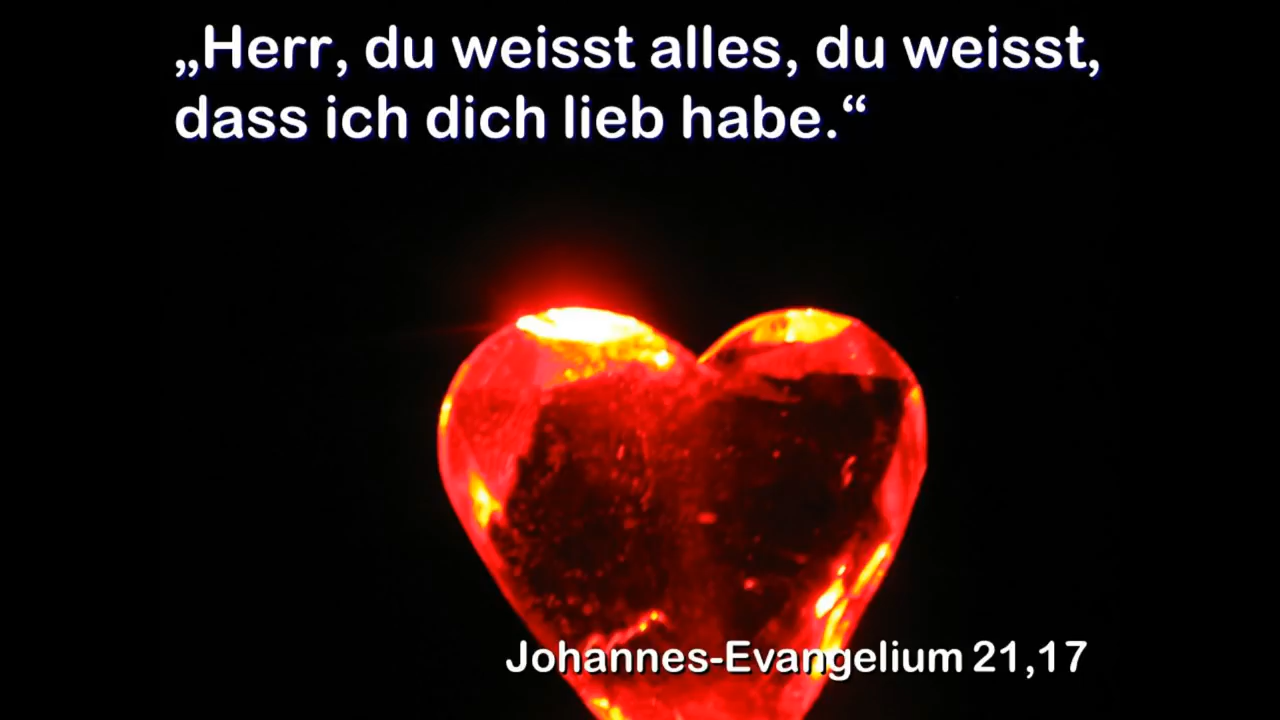 „Herr, du weisst alles, du weisst,
dass ich dich lieb habe.“
Johannes-Evangelium 21,17